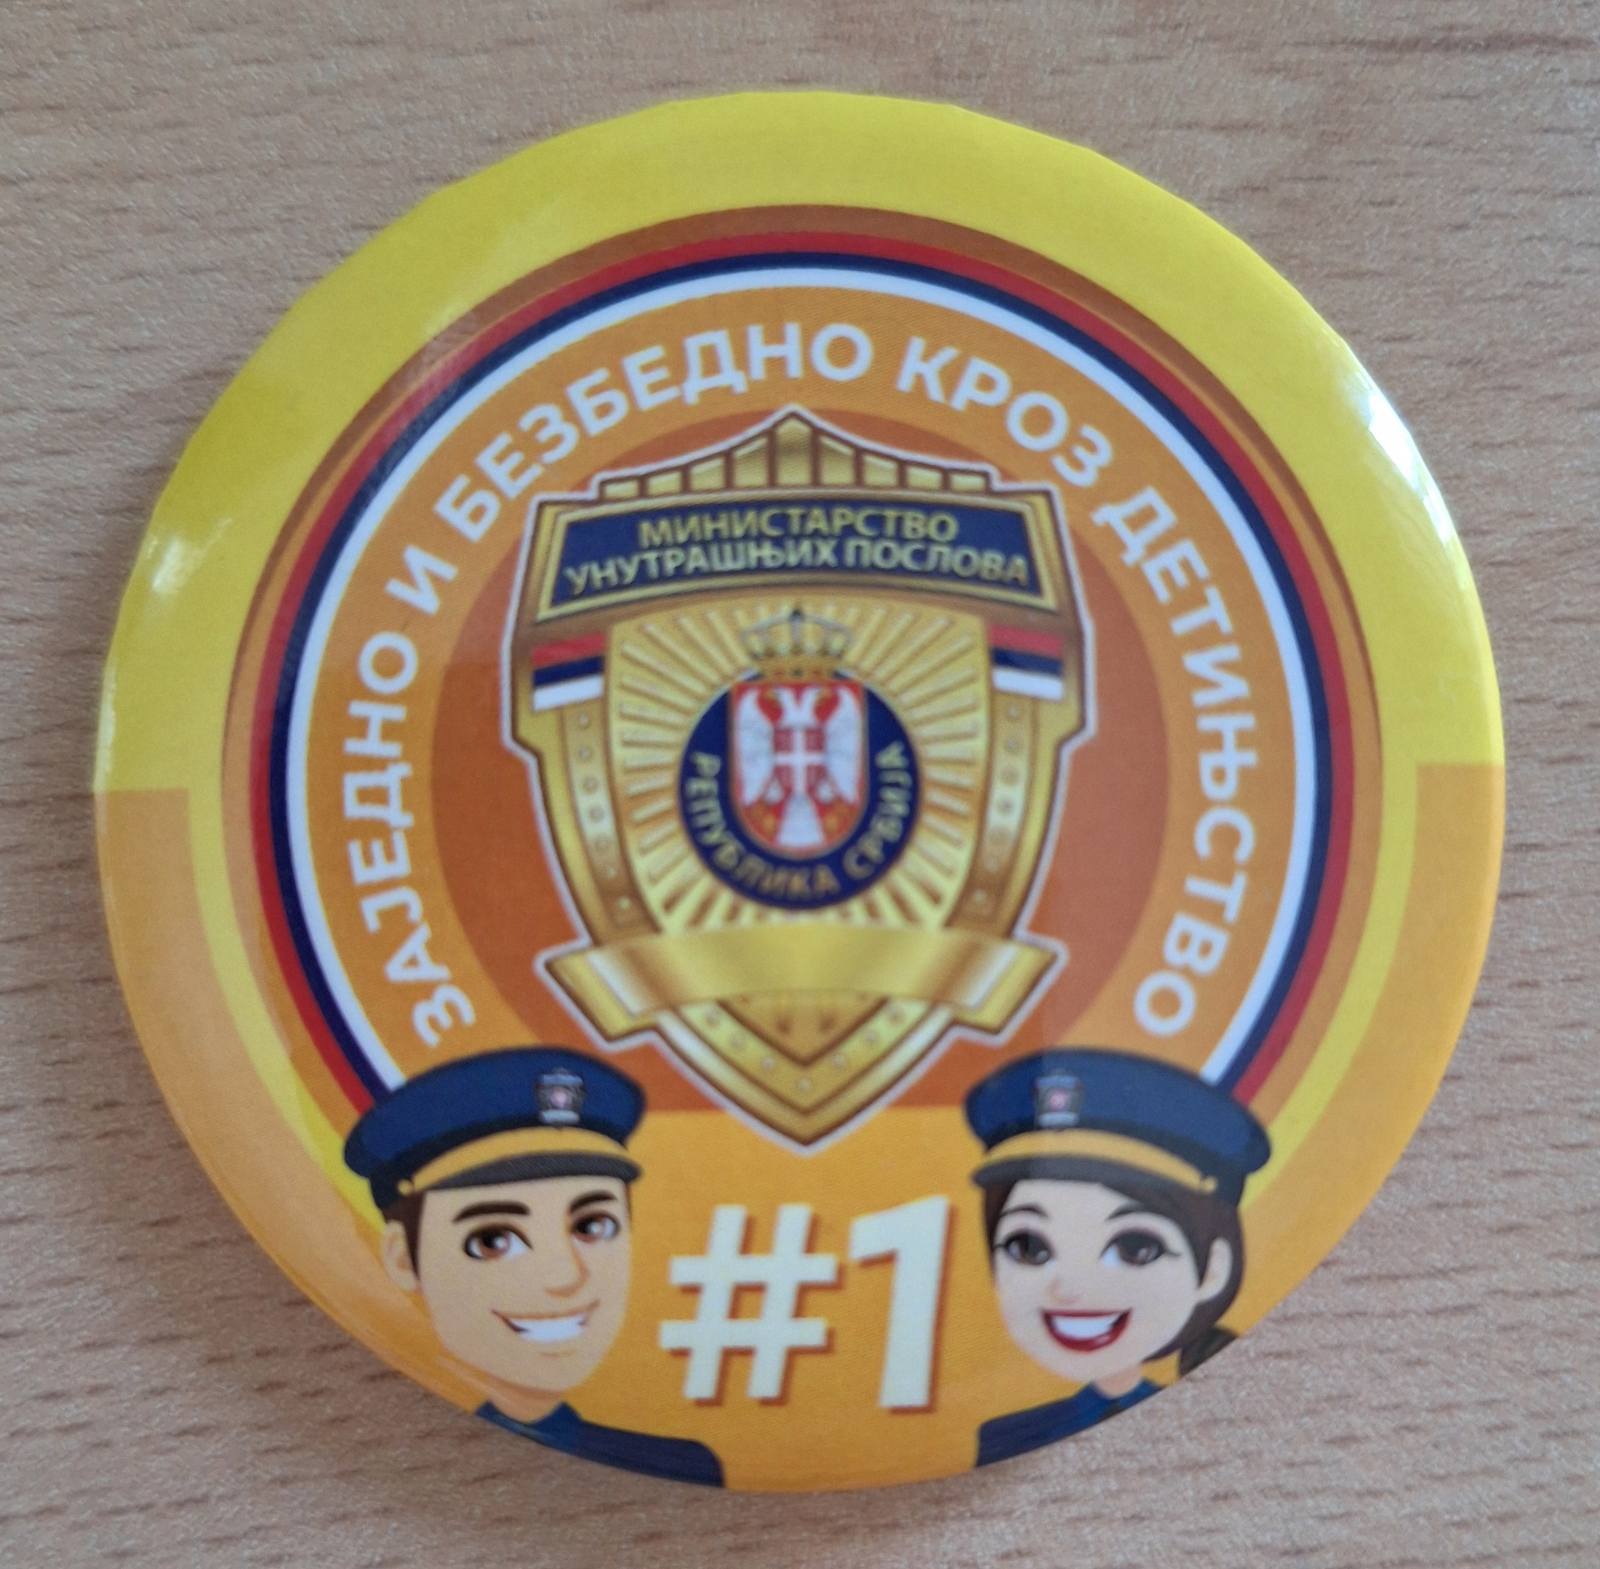 ЗАЈЕДНО И БЕЗБЕДНО КРОЗ ДЕТИЊСТВО
МИНИСТАРСТВО
УНУТРАШЊИХ ПОСЛОВА
РЕПУБЛИКА СРБИЈА
#1